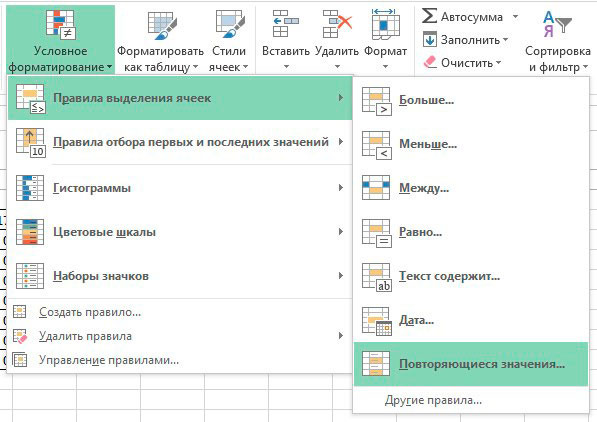 Условное форматирование
Форматировать как таблицу
Стили ячеек
Вставить
Удалить
Формат
Автосумма
Заполнить
Очистить
Сортировка и фильтр
Правила выделения ячеек
Правила отбора первых и последних значений
Гистограммы
Цветовые шкалы
Наборы значков
Создать правило...
Удалить правила
Управление правилами...
Больше...
Меньше...
Между...
Равно...
Текст содержит...
Дата...
Повторяющиеся значения...
Другие правила...